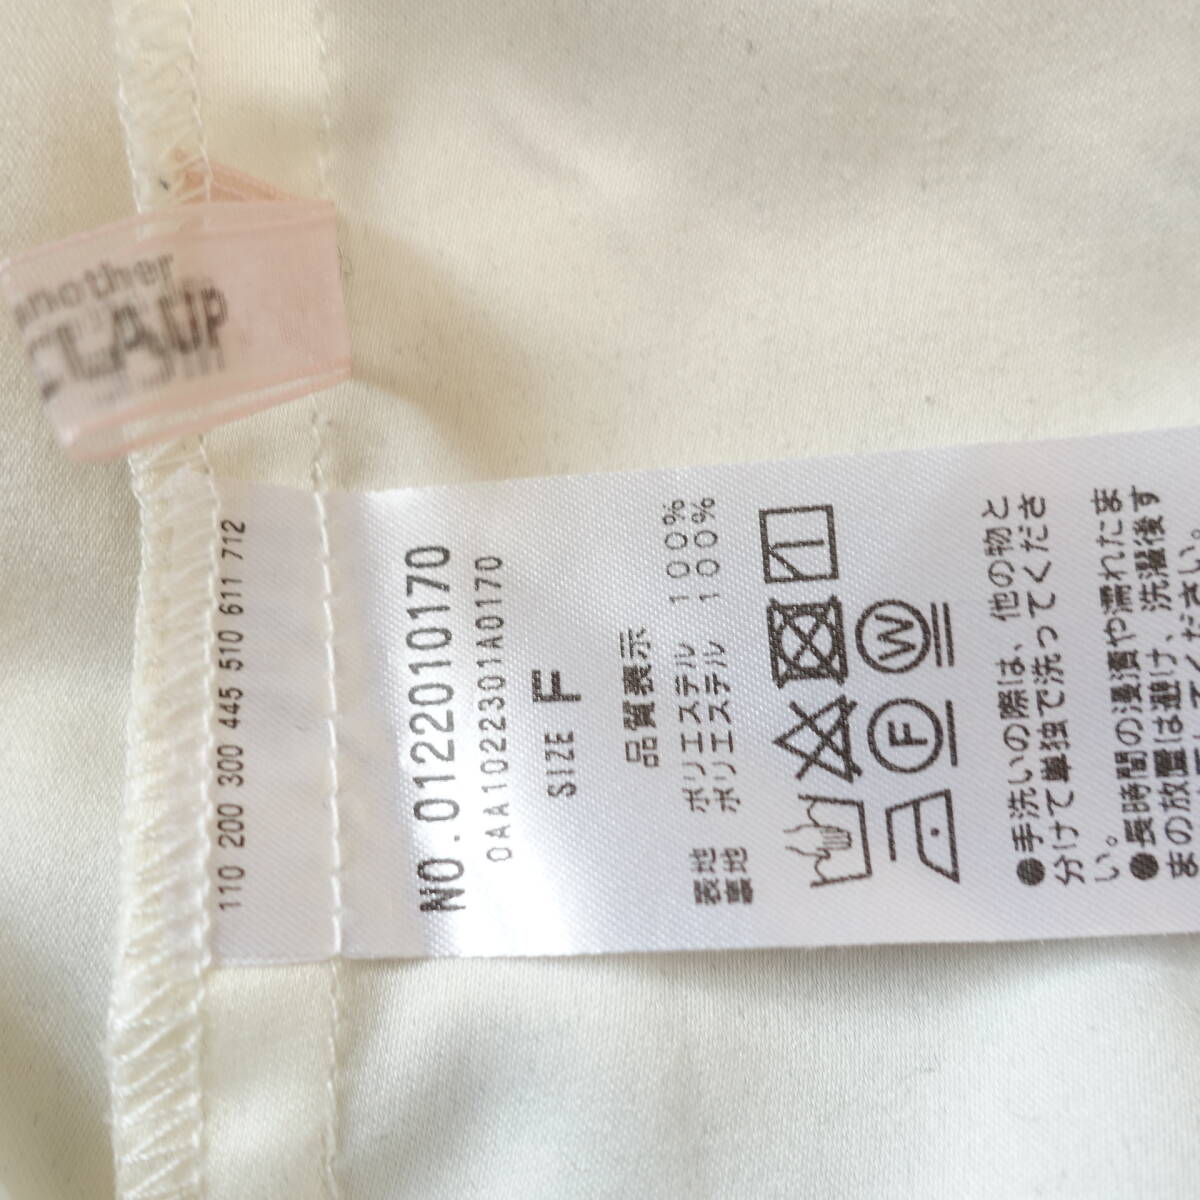 another
CLAUP
110 200 300 445 510 611 712
NO.0122010170
0AA1022301A0170
SIZE F
品質表示
表地 ポリエステル 100%
裏地 ポリエステル 100%
F W
●手洗いの際は、他の物と
分けて単独で洗ってくださ
い。
●長時間の浸漬や濡れたま
まの放置は避け、洗濯後す